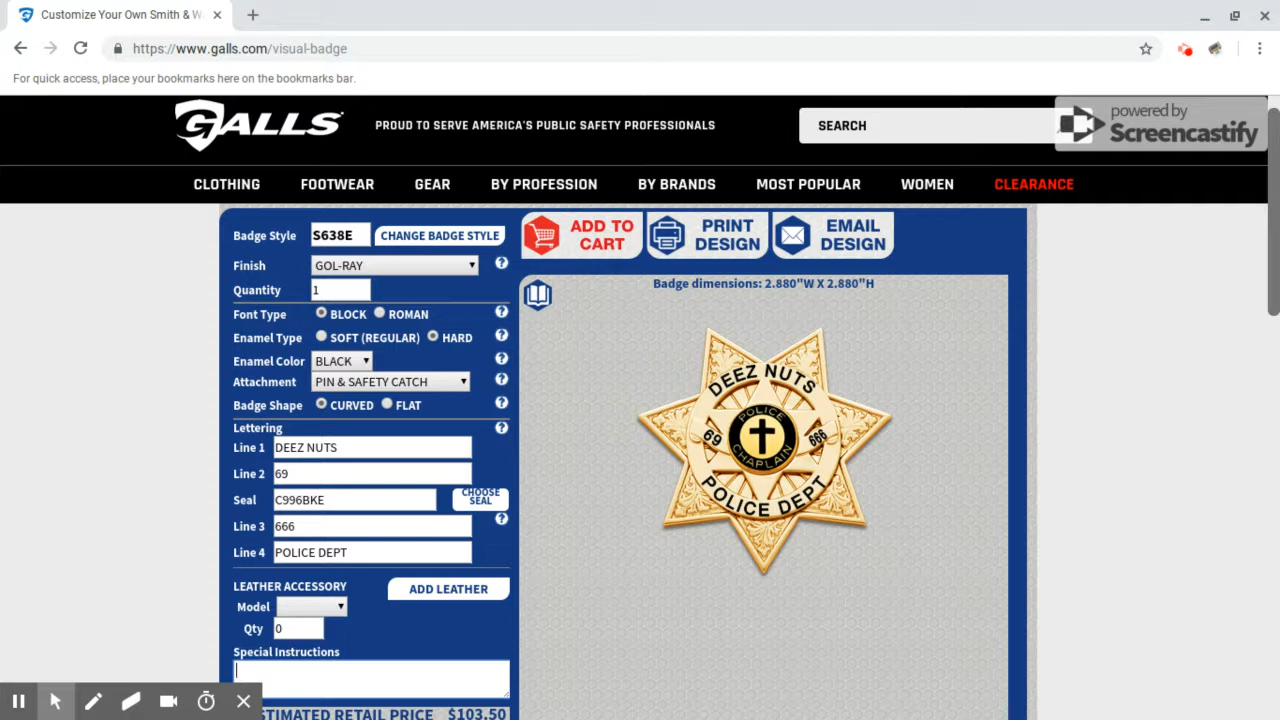 Customize Your Own Smith & W
https://www.galls.com/visual-badge
For quick access, place your bookmarks here on the bookmarks bar.
GALLS
PROUD TO SERVE AMERICA'S PUBLIC SAFETY PROFESSIONALS
SEARCH
powered by
Screencastify
CLOTHING FOOTWEAR GEAR BY PROFESSION BY BRANDS MOST POPULAR WOMEN CLEARANCE
Badge Style S638E CHANGE BADGE STYLE
ADD TO CART
PRINT DESIGN
EMAIL DESIGN
Finish GOL-RAY ?
Quantity 1
Font Type BLOCK ROMAN ?
Enamel Type SOFT (REGULAR) HARD ?
Enamel Color BLACK ?
Attachment PIN & SAFETY CATCH ?
Badge Shape CURVED FLAT ?
Lettering ?
Line 1 DEEZ NUTS
Line 2 69
Seal C996BKE CHOOSE SEAL
Line 3 666 ?
Line 4 POLICE DEPT
LEATHER ACCESSORY ADD LEATHER
Model
Qty 0
Special Instructions
STIMATED RETAIL PRICE $103.50
Badge dimensions: 2.880"W X 2.880"H
DEEZ NUTS
POLICE
69 666
CHAPLAIN
POLICE DEPT